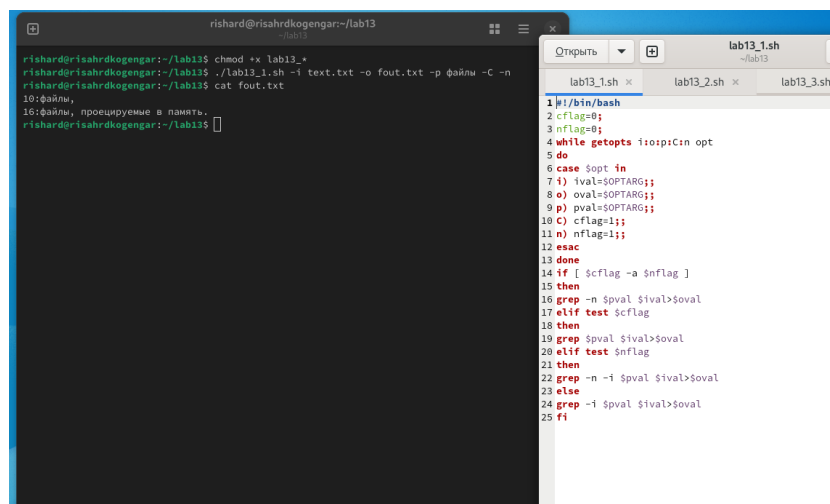 rishard@risahrdkogengar:~/lab13
~/lab13
rishard@risahrdkogengar:~/lab13$ chmod +x lab13_*
rishard@risahrdkogengar:~/lab13$ ./lab13_1.sh -i text.txt -o fout.txt -p файлы -C -n
rishard@risahrdkogengar:~/lab13$ cat fout.txt
10:файлы,
16:файлы, проецируемые в память.
rishard@risahrdkogengar:~/lab13$
Открыть
lab13_1.sh
~/lab13
lab13_1.sh × lab13_2.sh × lab13_3.sh
1 #!/bin/bash
2 cflag=0;
3 nflag=0;
4 while getopts i:o:p:C:n opt
5 do
6 case $opt in
7 i) ival=$OPTARG;;
8 o) oval=$OPTARG;;
9 p) pval=$OPTARG;;
10 C) cflag=1;;
11 n) nflag=1;;
12 esac
13 done
14 if [ $cflag -a $nflag ]
15 then
16 grep -n $pval $ival>$oval
17 elif test $cflag
18 then
19 grep $pval $ival>$oval
20 elif test $nflag
21 then
22 grep -n -i $pval $ival>$oval
23 else
24 grep -i $pval $ival>$oval
25 fi